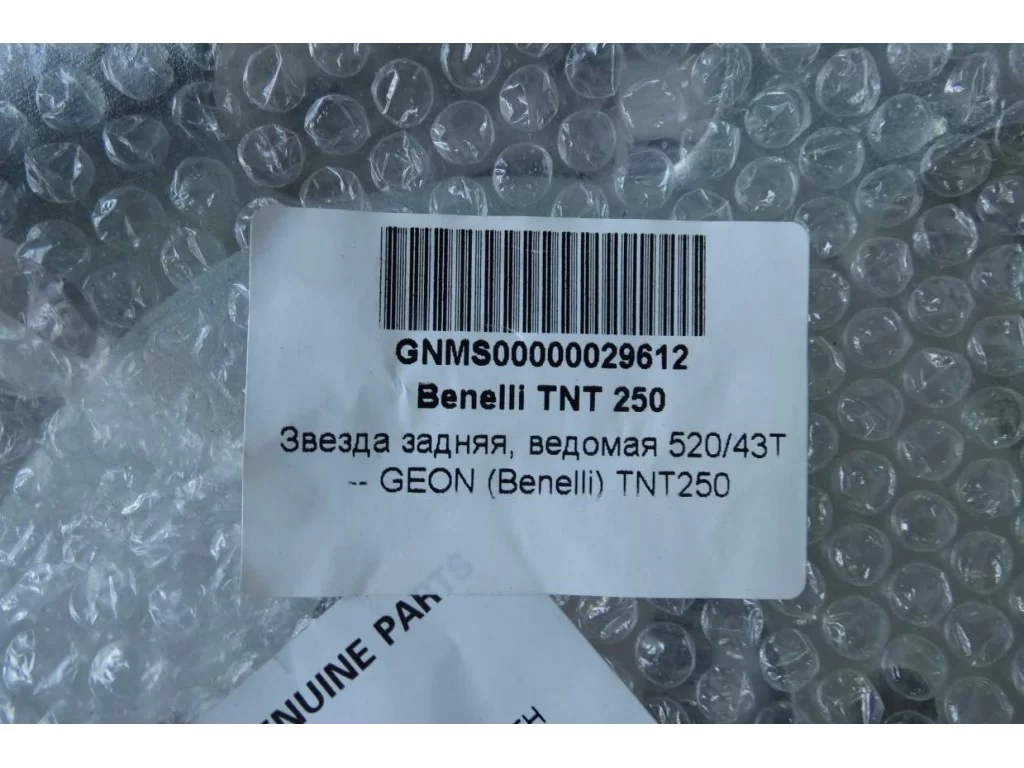 GNMS00000029612
Benelli TNT 250
Звезда задняя, ведомая 520/43T
-- GEON (Benelli) TNT250
NUINE PARTS